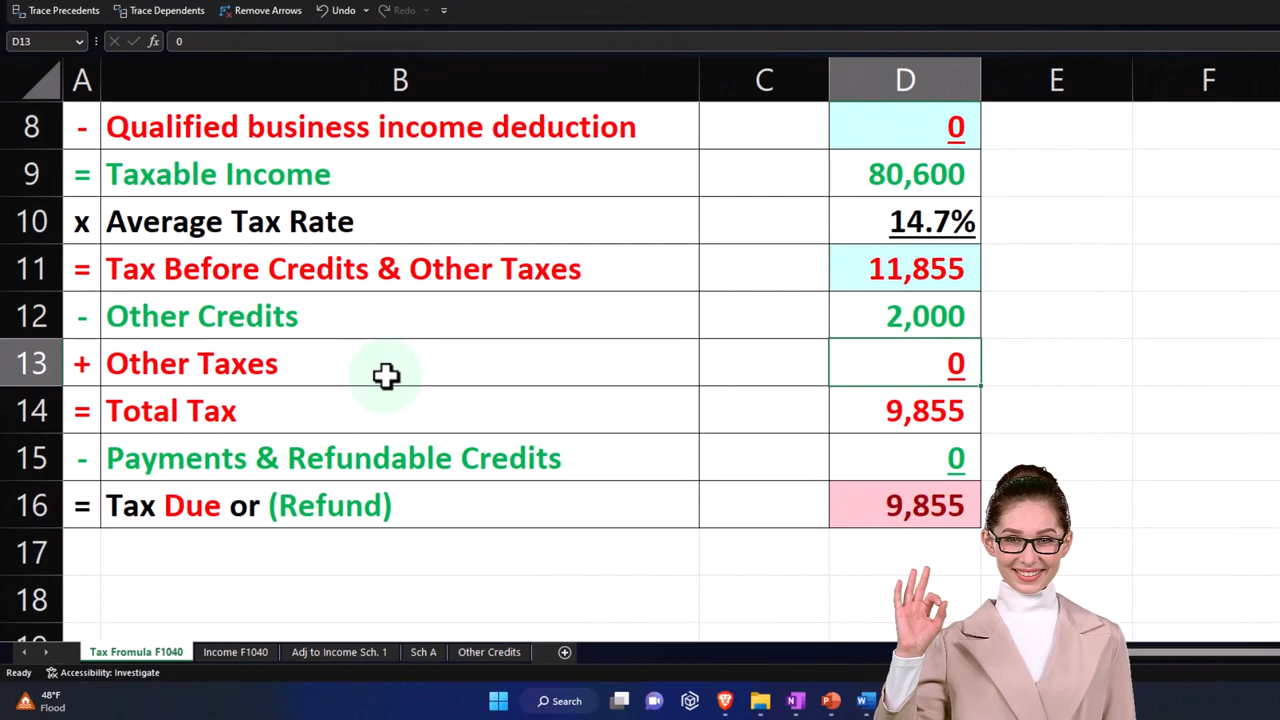 Trace Precedents Trace Dependents Remove Arrows Undo Redo
D13 fx 0
A B C D E F
8 - Qualified business income deduction 0
9 = Taxable Income 80,600
10 x Average Tax Rate 14.7%
11 = Tax Before Credits & Other Taxes 11,855
12 - Other Credits 2,000
13 + Other Taxes 0
14 = Total Tax 9,855
15 - Payments & Refundable Credits 0
16 = Tax Due or (Refund) 9,855
17
18
Tax Fromula F1040 Income F1040 Adj to Income Sch. 1 Sch A Other Credits
Ready Accessibility: Investigate
48°F
Flood
Search